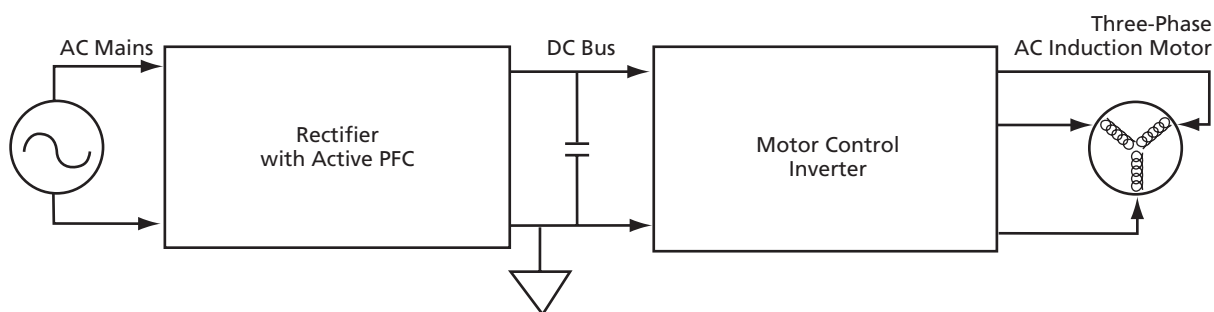 AC Mains
Rectifier
with Active PFC
DC Bus
Motor Control
Inverter
Three-Phase
AC Induction Motor